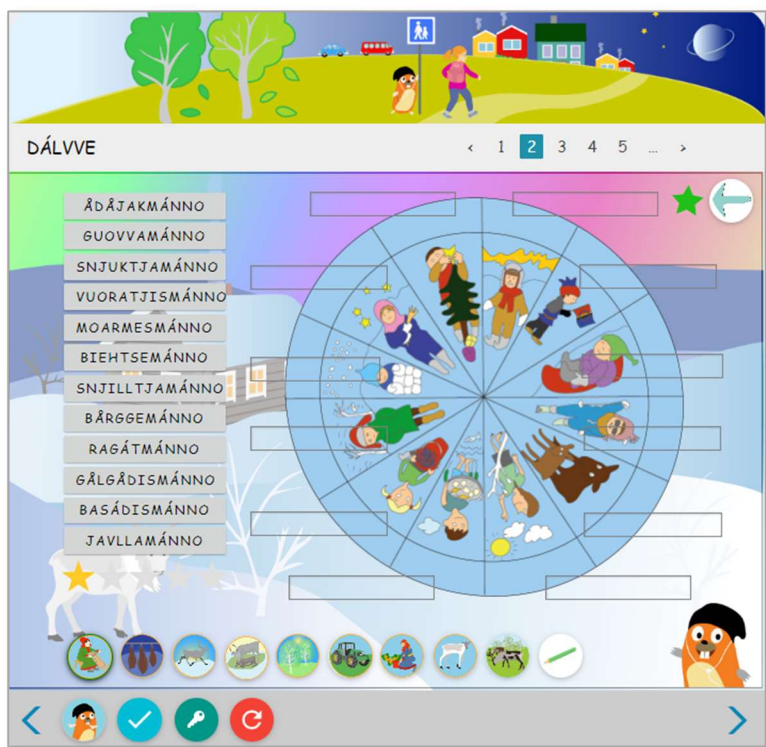 DÁLVVE
‹ 1 2 3 4 5 ... ›
ÅDÅJAKMÁNNO
GUOVVAMÁNNO
SNJUKTJAMÁNNO
VUORATJISMÁNNO
MOARMESMÁNNO
BIEHTSEMÁNNO
SNJILLTJAMÁNNO
BÅRGGEMÁNNO
RAGÁTMÁNNO
GÅLGÅDISMÁNNO
BASÁDISMÁNNO
JAVLLAMÁNNO